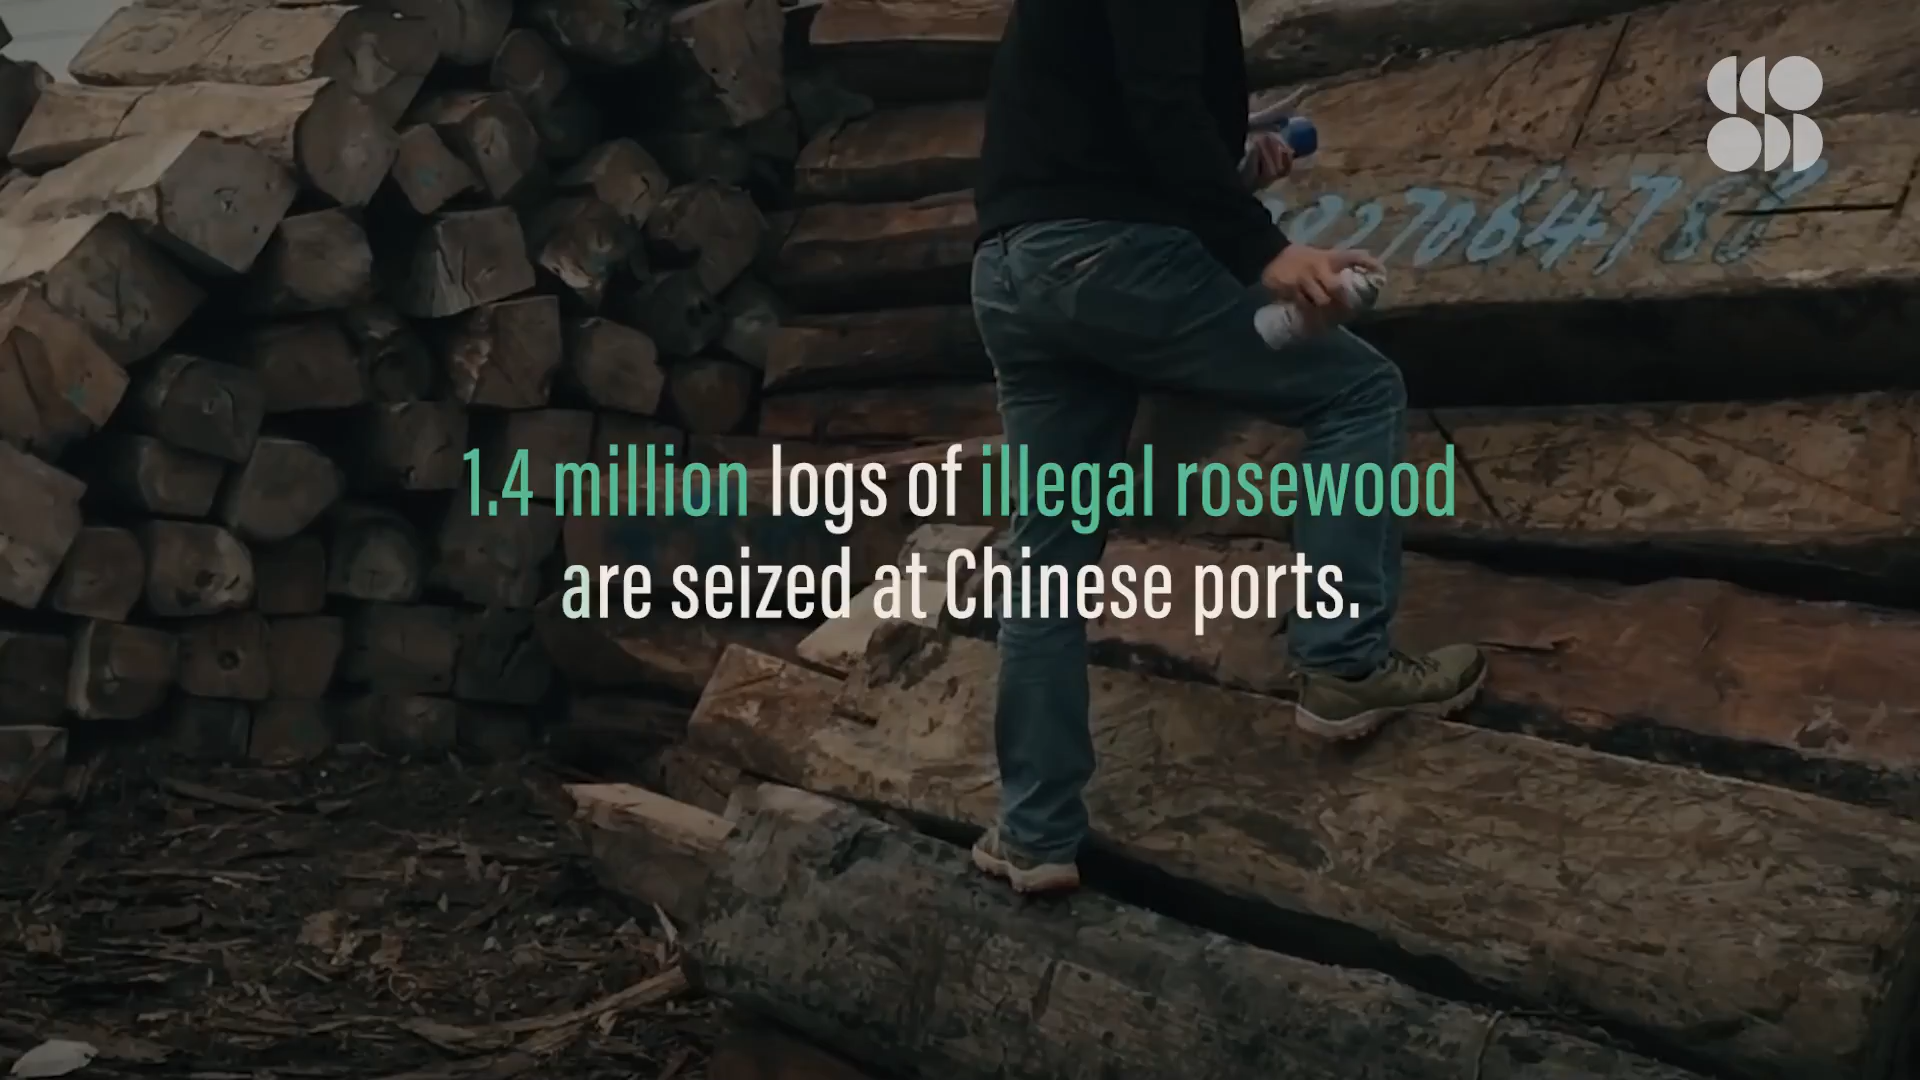 1.4 million logs of illegal rosewood
are seized at Chinese ports.